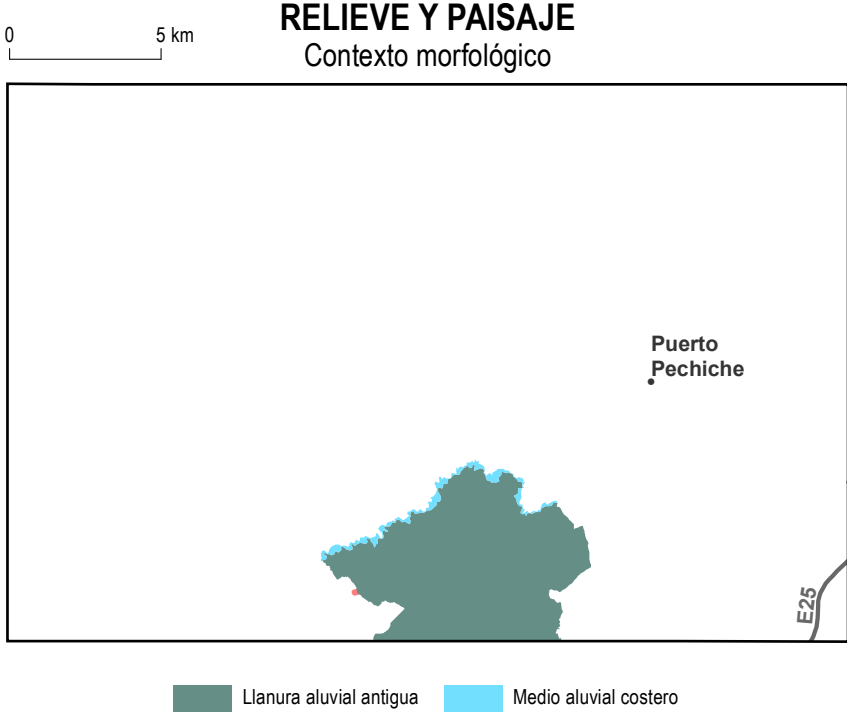 RELIEVE Y PAISAJE
Contexto morfológico
0 5 km
Puerto
Pechiche
E25
Llanura aluvial antigua Medio aluvial costero